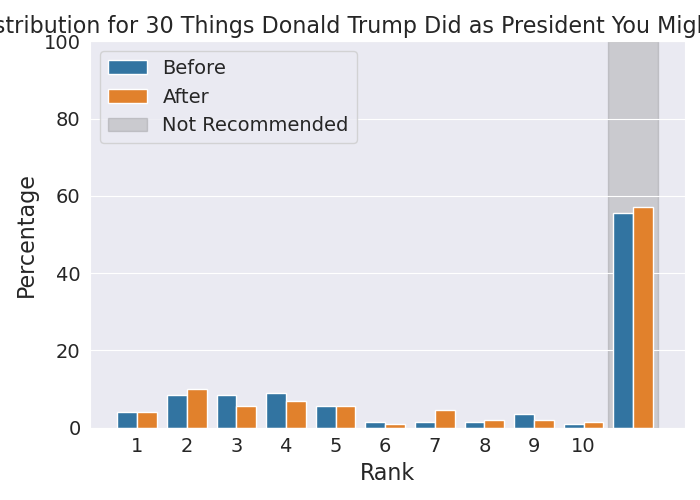 stribution for 30 Things Donald Trump Did as President You Migh
100
80
60
40
20
0
Percentage
Before
After
Not Recommended
1 2 3 4 5 6 7 8 9 10
Rank